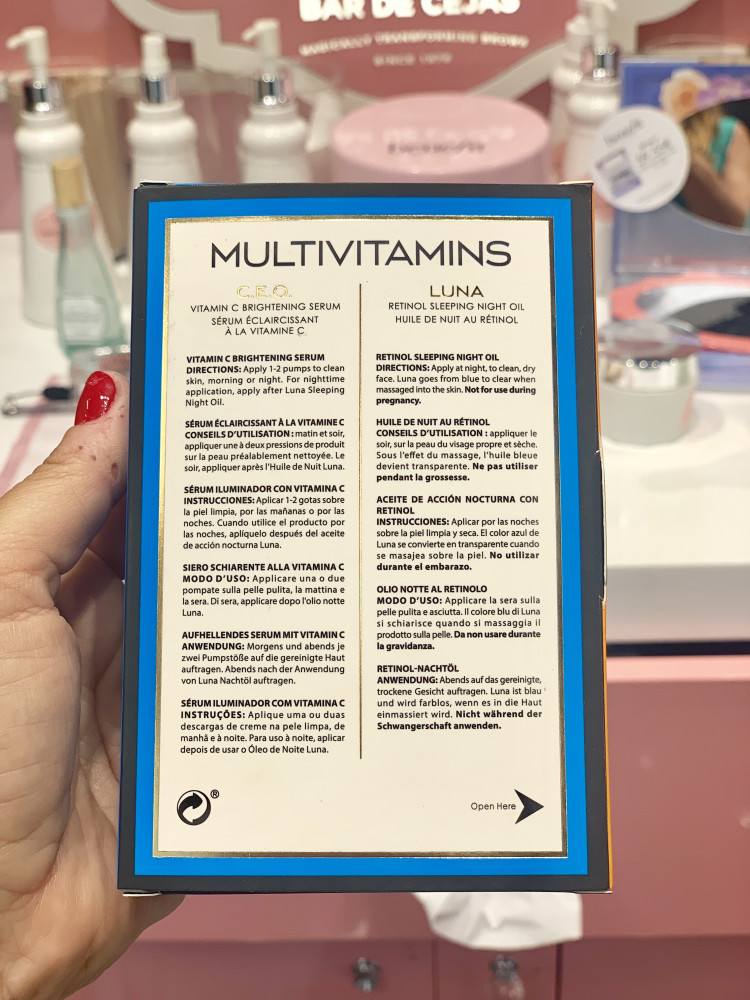 BAR DE CEJAS
MULTIVITAMINS
C.E.O.
VITAMIN C BRIGHTENING SERUM
SÉRUM ÉCLAIRCISSANT
À LA VITAMINE C
VITAMIN C BRIGHTENING SERUM
DIRECTIONS: Apply 1-2 pumps to clean
skin, morning or night. For nighttime
application, apply after Luna Sleeping
Night Oil.
SÉRUM ÉCLAIRCISSANT À LA VITAMINE C
CONSEILS D'UTILISATION : matin et soir,
appliquer une à deux pressions de produit
sur la peau préalablement nettoyée. Le
soir, appliquer après l'Huile de Nuit Luna.
SÉRUM ILUMINADOR CON VITAMINA C
INSTRUCCIONES: Aplicar 1-2 gotas sobre
la piel limpia, por las mañanas o por las
noches. Cuando utilice el producto por
las noches, aplíquelo después del aceite
de acción nocturna Luna.
SIERO SCHIARENTE ALLA VITAMINA C
MODO D'USO: Applicare una o due
pompate sulla pelle pulita, la mattina e
la sera. Di sera, applicare dopo l'olio notte
Luna.
AUFHELLENDES SERUM MIT VITAMIN C
ANWENDUNG: Morgens und abends je
zwei Pumpstöße auf die gereinigte Haut
auftragen. Abends nach der Anwendung
von Luna Nachtöl auftragen.
SÉRUM ILUMINADOR COM VITAMINA C
INSTRUÇÕES: Aplique uma ou duas
descargas de creme na pele limpa, de
manhã e à noite. Para uso à noite, aplicar
depois de usar o Óleo de Noite Luna.
LUNA
RETINOL SLEEPING NIGHT OIL
HUILE DE NUIT AU RÉTINOL
RETINOL SLEEPING NIGHT OIL
DIRECTIONS: Apply at night, to clean, dry
face. Luna goes from blue to clear when
massaged into the skin. Not for use during
pregnancy.
HUILE DE NUIT AU RÉTINOL
CONSEILS D'UTILISATION : appliquer le
soir, sur la peau du visage propre et sèche.
Sous l'effet du massage, l'huile bleue
devient transparente. Ne pas utiliser
pendant la grossesse.
ACEITE DE ACCIÓN NOCTURNA CON
RETINOL
INSTRUCCIONES: Aplicar por las noches
sobre la piel limpia y seca. El color azul de
Luna se convierte en transparente cuando
se masajea sobre la piel. No utilizar
durante el embarazo.
OLIO NOTTE AL RETINOLO
MODO D'USO: Applicare la sera sulla
pelle pulita e asciutta. Il colore blu di Luna
si schiarisce quando si massaggia il
prodotto sulla pelle. Da non usare durante
la gravidanza.
RETINOL-NACHTÖL
ANWENDUNG: Abends auf das gereinigte,
trockene Gesicht auftragen. Luna ist blau
und wird farblos, wenn es in die Haut
einmassiert wird. Nicht während der
Schwangerschaft anwenden.
®
Open Here